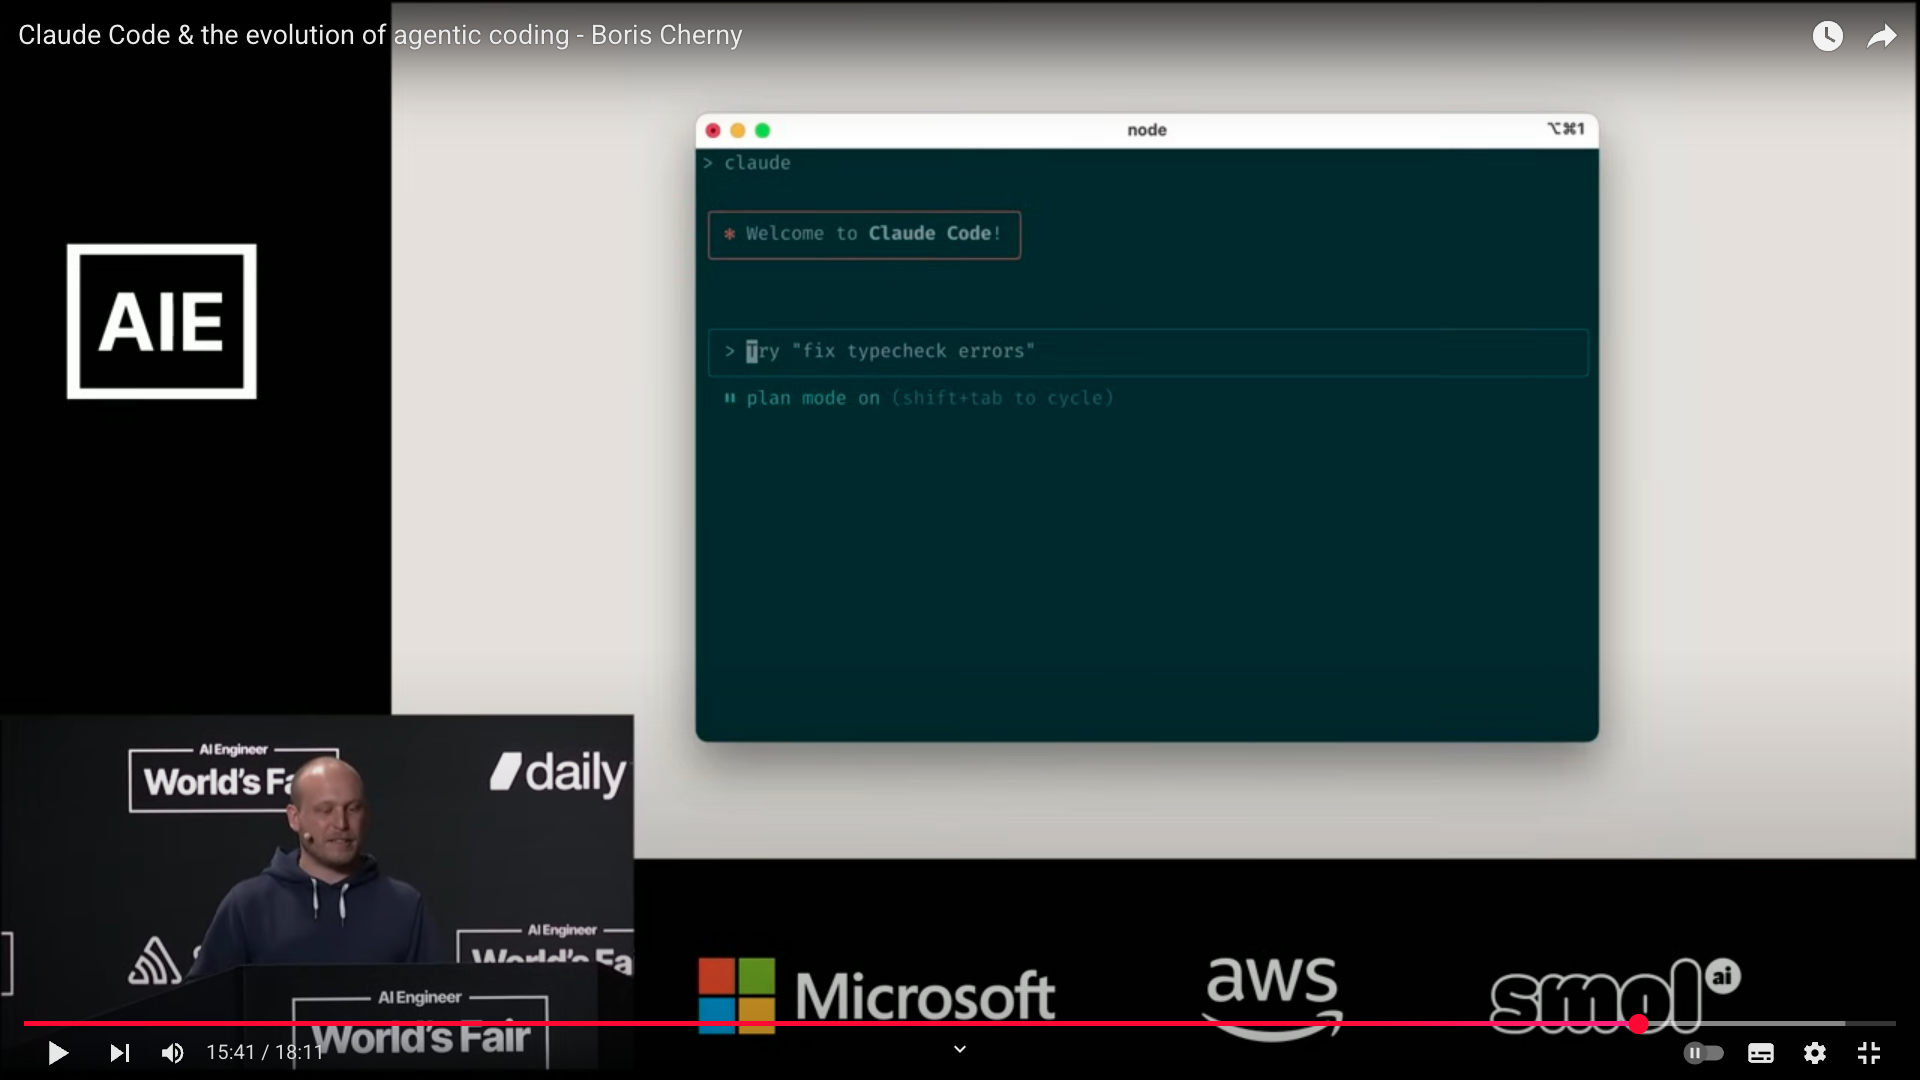 Claude Code & the evolution of agentic coding - Boris Cherny
node
⌥⌘1
> claude
* Welcome to Claude Code!
> Try "fix typecheck errors"
⏸ plan mode on (shift+tab to cycle)
AIE
AI Engineer
World's Fa
daily
AI Engineer
World's Fa
AI Engineer
World's Fair
Microsoft
aws
smol ai
15:41 / 18:11